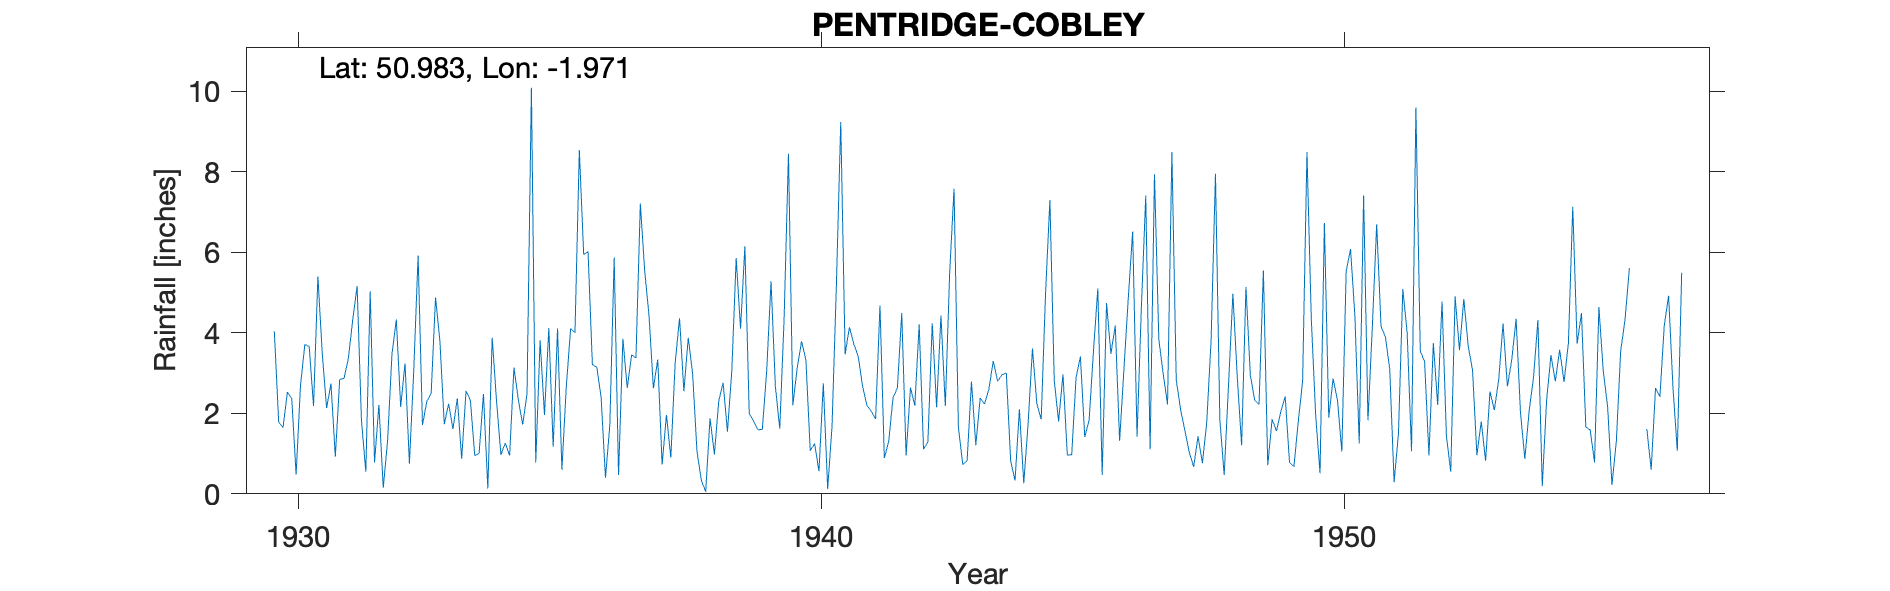 PENTRIDGE-COBLEY
Lat: 50.983, Lon: -1.971
10
8
6
4
2
0
Rainfall [inches]
1930
1940
1950
Year